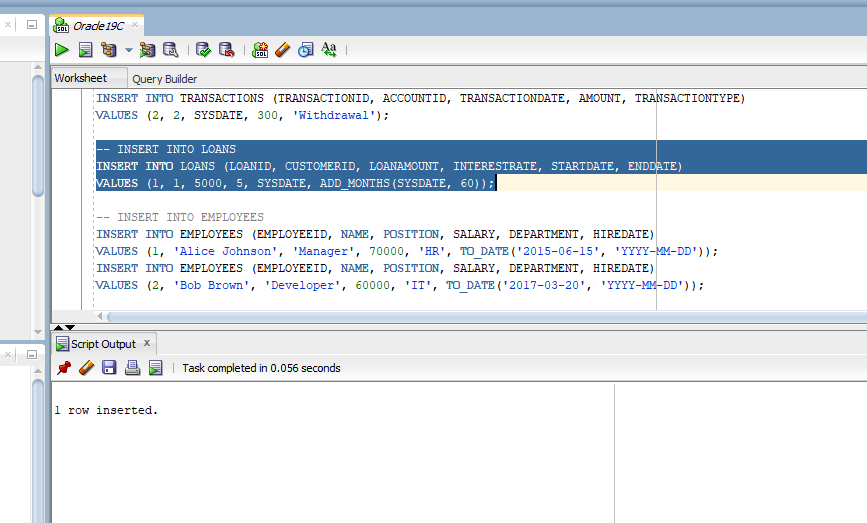 Oracle19C
SQL
Aa
Worksheet Query Builder
INSERT INTO TRANSACTIONS (TRANSACTIONID, ACCOUNTID, TRANSACTIONDATE, AMOUNT, TRANSACTIONTYPE)
VALUES (2, 2, SYSDATE, 300, 'Withdrawal');
-- INSERT INTO LOANS
INSERT INTO LOANS (LOANID, CUSTOMERID, LOANAMOUNT, INTERESTRATE, STARTDATE, ENDDATE)
VALUES (1, 1, 5000, 5, SYSDATE, ADD_MONTHS(SYSDATE, 60));
-- INSERT INTO EMPLOYEES
INSERT INTO EMPLOYEES (EMPLOYEEID, NAME, POSITION, SALARY, DEPARTMENT, HIREDATE)
VALUES (1, 'Alice Johnson', 'Manager', 70000, 'HR', TO_DATE('2015-06-15', 'YYYY-MM-DD'));
INSERT INTO EMPLOYEES (EMPLOYEEID, NAME, POSITION, SALARY, DEPARTMENT, HIREDATE)
VALUES (2, 'Bob Brown', 'Developer', 60000, 'IT', TO_DATE('2017-03-20', 'YYYY-MM-DD'));
Script Output x
Task completed in 0.056 seconds
1 row inserted.